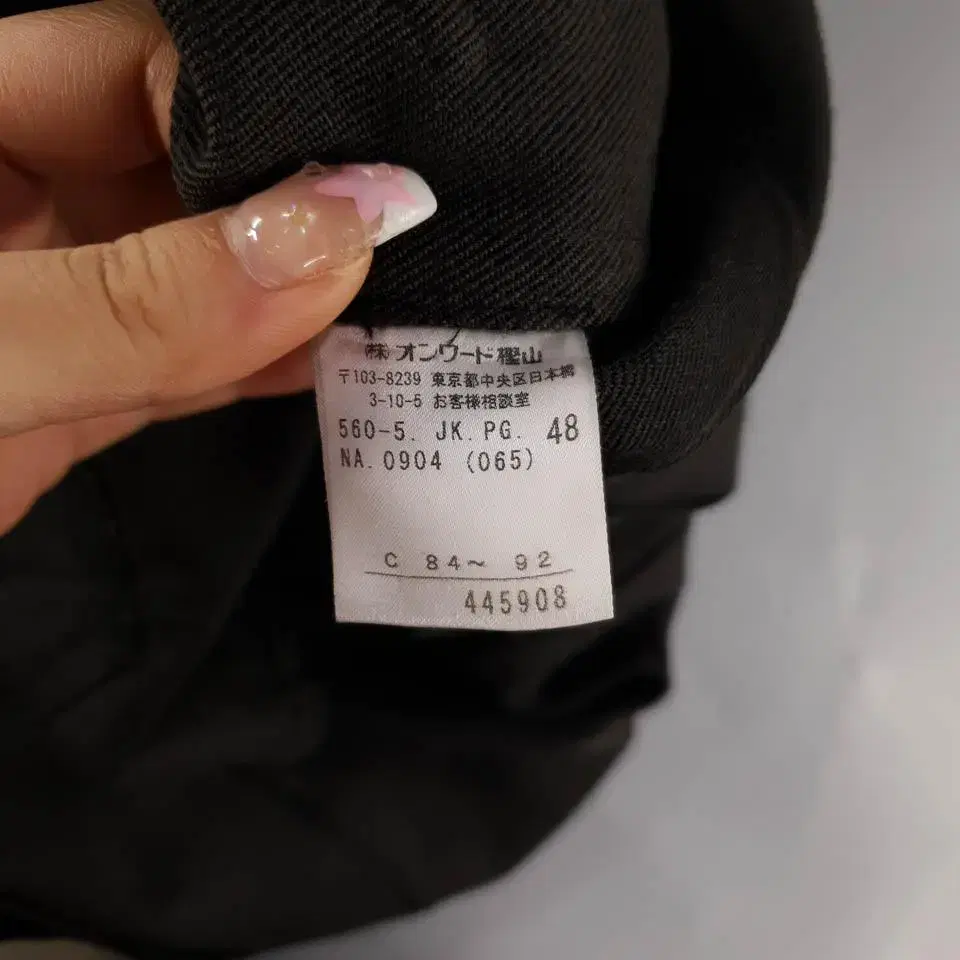 (株)オンワード樫山
〒103-8239 東京都中央区日本橋
3-10-5 お客様相談室
560-5. JK. PG. 48
NA. 0904 (065)
C 84~ 92
445908